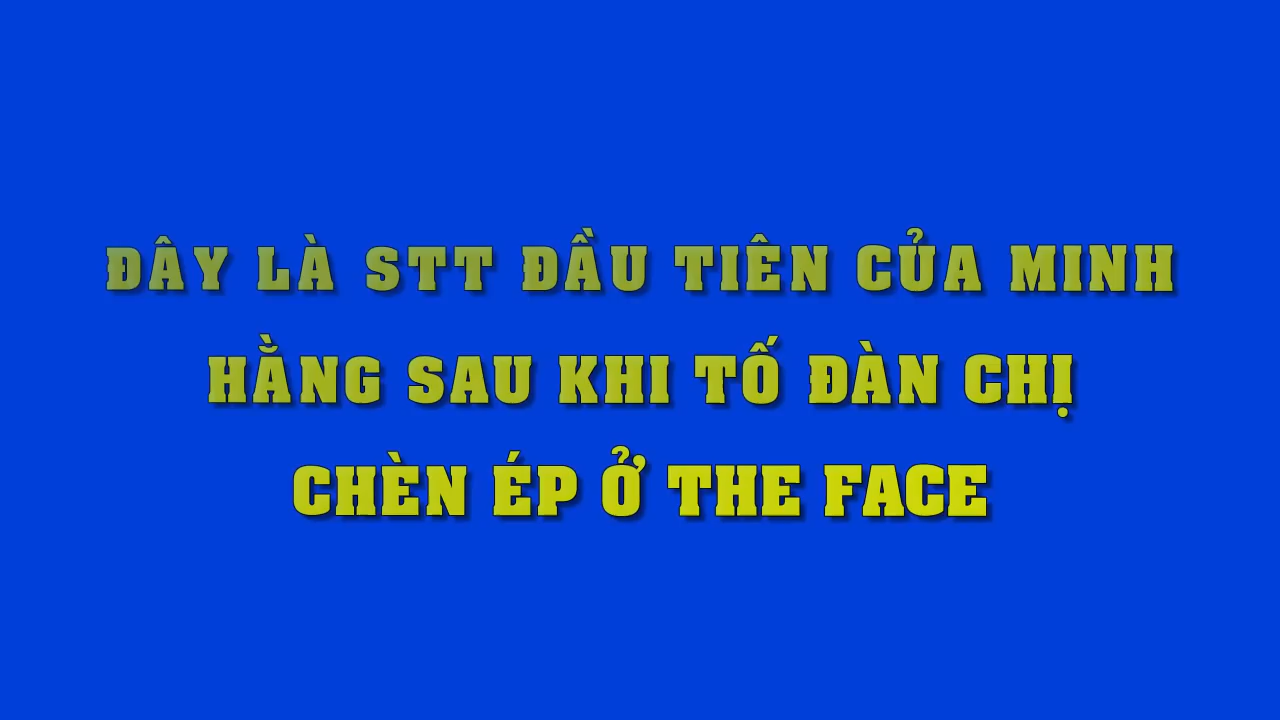 ĐÂY LÀ STT ĐẦU TIÊN CỦA MINH
HẰNG SAU KHI TỐ ĐÀN CHỊ
CHÈN ÉP Ở THE FACE